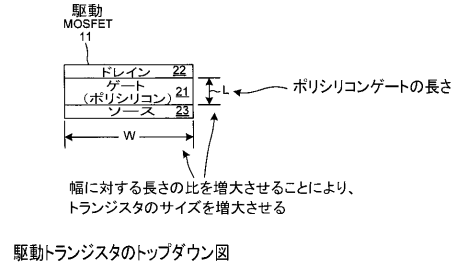 駆動
MOSFET
11
ドレイン 22
ゲート
(ポリシリコン) 21
ソース 23
L
ポリシリコンゲートの長さ
W
幅に対する長さの比を増大させることにより、
トランジスタのサイズを増大させる
駆動トランジスタのトップダウン図